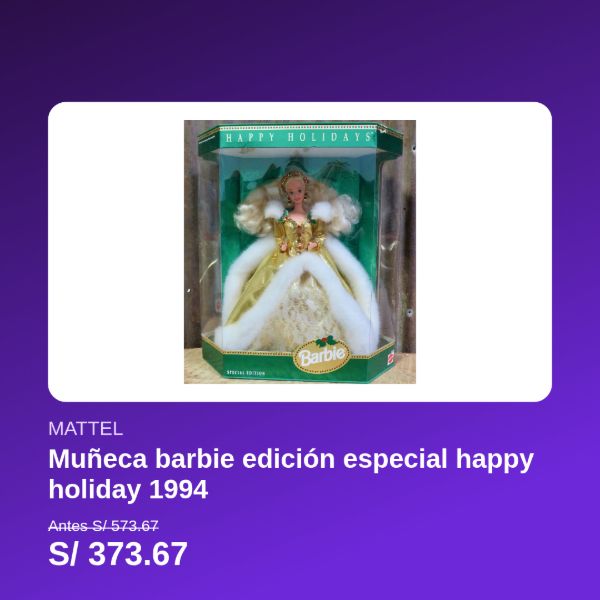 HAPPY HOLIDAYS
Barbie
SPECIAL EDITION
MATTEL
Muñeca barbie edición especial happy
holiday 1994
Antes S/ 573.67
S/ 373.67